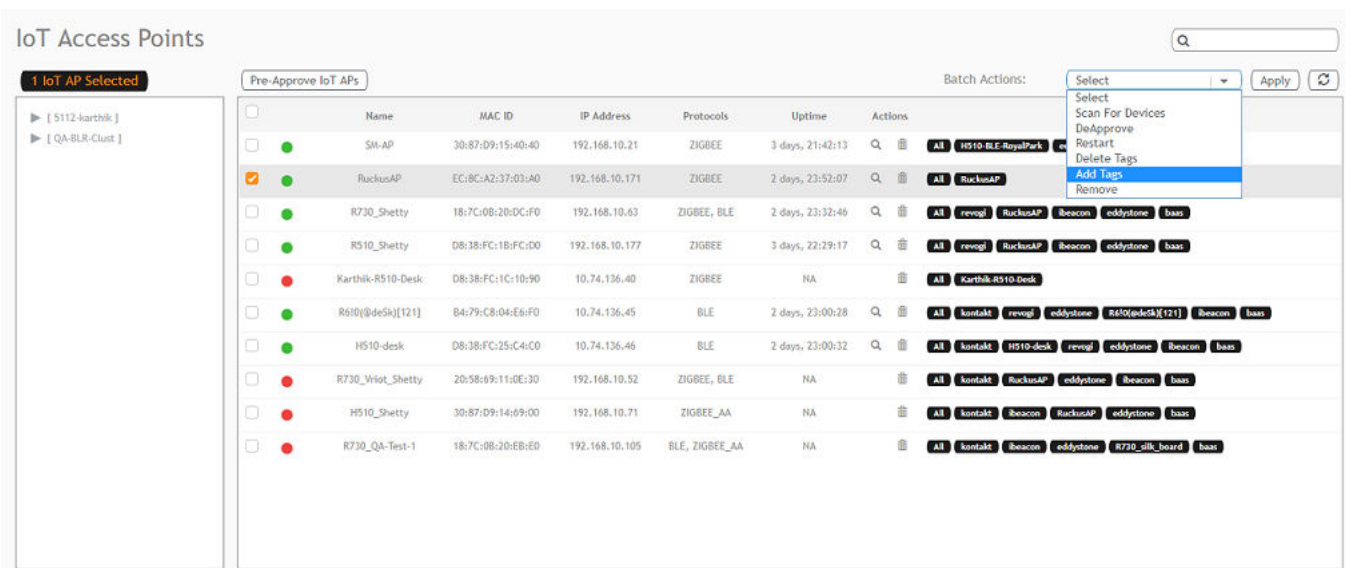 IoT Access Points
1 IoT AP Selected Pre-Approve IoT APs Batch Actions: Select Apply
Select
Scan For Devices
DeApprove
Restart
Delete Tags
Add Tags
Remove
[ 5112-karthik ]
[ QA-BLR-Clust ]
Name MAC ID IP Address Protocols Uptime Actions
SM-AP 30:87:D9:15:40:40 192.168.10.21 ZIGBEE 3 days, 21:42:13 All H510-BLE-RoyalPark
RuckusAP EC:8C:A2:37:03:A0 192.168.10.171 ZIGBEE 2 days, 23:52:07 All RuckusAP
R730_Shetty 18:7C:0B:20:DC:F0 192.168.10.63 ZIGBEE, BLE 2 days, 23:32:46 All revogi RuckusAP ibeacon eddystone baas
R510_Shetty D8:38:FC:1B:FC:D0 192.168.10.177 ZIGBEE 3 days, 22:29:17 All revogi RuckusAP ibeacon eddystone baas
Karthik-R510-Desk D8:38:FC:1C:10:90 10.74.136.40 ZIGBEE NA All Karthik-R510-Desk
R6!0(@deSk)[121] B4:79:C8:04:E6:F0 10.74.136.45 BLE 2 days, 23:00:28 All kontakt revogi eddystone R6!0(@deSk)[121] ibeacon baas
H510-desk D8:38:FC:25:C4:C0 10.74.136.46 BLE 2 days, 23:00:32 All kontakt H510-desk revogi eddystone ibeacon baas
R730_Vriot_Shetty 20:58:69:11:0E:30 192.168.10.52 ZIGBEE, BLE NA All kontakt RuckusAP eddystone ibeacon baas
H510_Shetty 30:87:D9:14:69:00 192.168.10.71 ZIGBEE_AA NA All kontakt ibeacon RuckusAP eddystone baas
R730_QA-Test-1 18:7C:0B:20:EB:E0 192.168.10.105 BLE, ZIGBEE_AA NA All kontakt ibeacon eddystone R730_silk_board baas